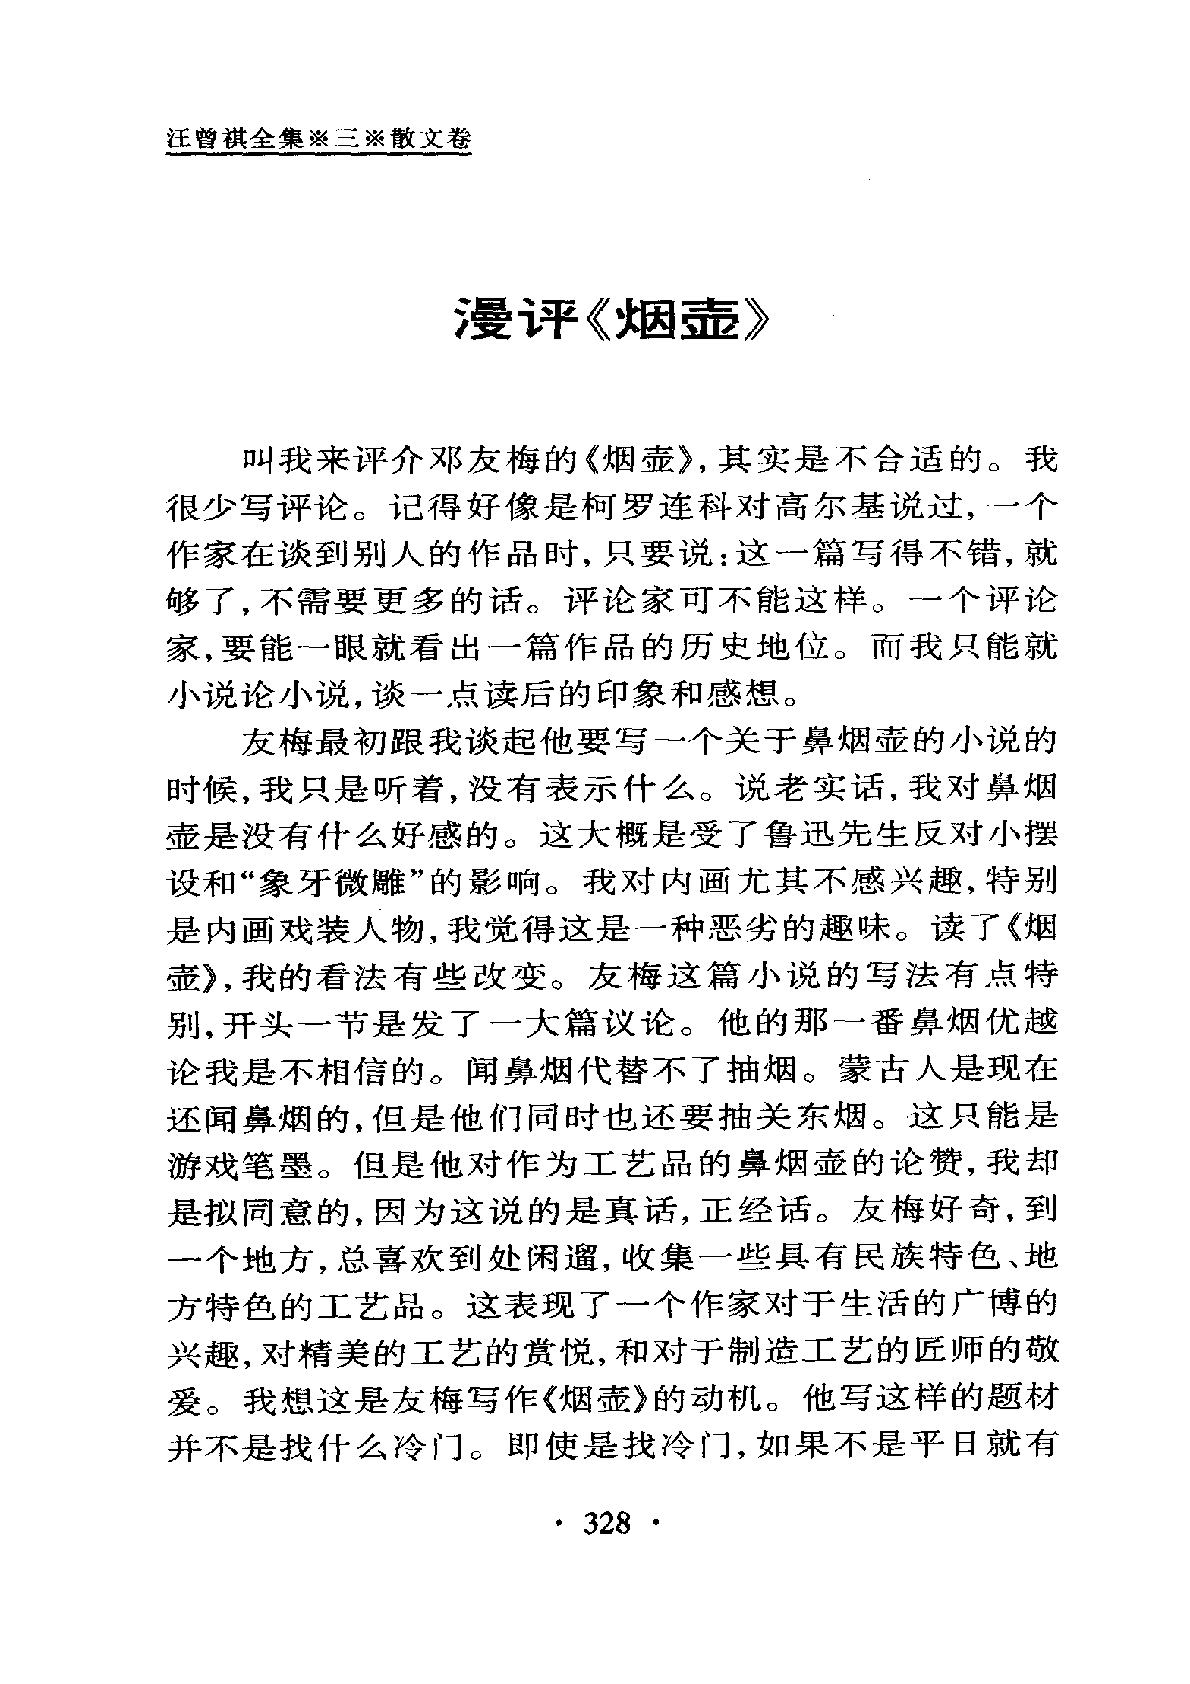 汪曾祺全集※三※散文卷
漫评《烟壶》
叫我来评介邓友梅的《烟壶》,其实是不合适的。我
很少写评论。记得好像是柯罗连科对高尔基说过,一个
作家在谈到别人的作品时,只要说:这一篇写得不错,就
够了,不需要更多的话。评论家可不能这样。一个评论
家,要能一眼就看出一篇作品的历史地位。而我只能就
小说论小说,谈一点读后的印象和感想。
友梅最初跟我谈起他要写一个关于鼻烟壶的小说的
时候,我只是听着,没有表示什么。说老实话,我对鼻烟
壶是没有什么好感的。这大概是受了鲁迅先生反对小摆
设和“象牙微雕”的影响。我对内画尤其不感兴趣,特别
是内画戏装人物,我觉得这是一种恶劣的趣味。读了《烟
壶》,我的看法有些改变。友梅这篇小说的写法有点特
别,开头一节是发了一大篇议论。他的那一番鼻烟优越
论我是不相信的。闻鼻烟代替不了抽烟。蒙古人是现在
还闻鼻烟的,但是他们同时也还要抽关东烟。这只能是
游戏笔墨。但是他对作为工艺品的鼻烟壶的论赞,我却
是拟同意的,因为这说的是真话,正经话。友梅好奇,到
一个地方,总喜欢到处闲遛,收集一些具有民族特色、地
方特色的工艺品。这表现了一个作家对于生活的广博的
兴趣,对精美的工艺的赏悦,和对于制造工艺的匠师的敬
爱。我想这是友梅写作《烟壶》的动机。他写这样的题材
并不是找什么冷门。即使是找冷门,如果不是平日就有
· 328 ·